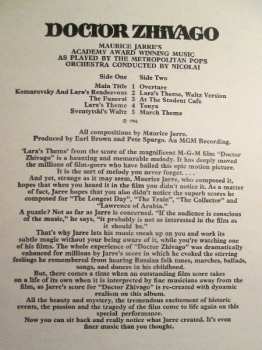 DOCTOR ZHIVAGO
MAURICE JARRE'S
ACADEMY AWARD WINNING MUSIC
AS PLAYED BY THE METROPOLITAN POPS
ORCHESTRA CONDUCTED BY NICOLAI
Side One Side Two
Main Title 1 Overture
Komarovsky And Lara's Rendezvous 2 Lara's Theme, Waltz Version
The Funeral 3 At The Student Cafe
Lara's Theme 4 Tonya
Sventytski's Waltz 5 March Theme
All compositions by Maurice Jarre.
Produced by Earl Brown and Pete Spargo. An MGM Recording.
'Lara's Theme' from the score of the magnificent M-G-M film "Doctor
Zhivago" is a haunting and memorable melody. It has deeply moved
the millions of film-goers who have hailed this epic motion picture.
It is the sort of melody you never forget. . . .
And yet, strange as it may seem, Maurice Jarre, who composed it,
hopes that when you heard it in the film you didn't notice it. As a matter
of fact, Jarre hopes that you also didn't notice the superb scores he
composed for "The Longest Day", "The Train", "The Collector" and
"Lawrence of Arabia."
A puzzle? Not as far as Jarre is concerned. "If the audience is conscious
of the music," he says, "it probably is not as interested in the film as
it should be."
That's why Jarre lets his music sneak up on you and work its
subtle magic without your being aware of it, while you're watching one
of his films. The whole experience of "Doctor Zhivago" was dramatically
enhanced for millions by Jarre's score in which he evoked the stirring
feelings he remembered from hearing Russian folk tunes, marches, ballads,
songs, and dances in his childhood.
But, there comes a time when an outstanding film score takes
on a life of its own when it is interpreted by fine musicians away from the
film, as Jarre's score for "Doctor Zhivago" is re-created with dynamic
realism on this album.
All the beauty and mystery, the tremendous excitement of historic
events, the passion and the tragedy of the film come to life again on this
special performance.
Now you can sit back and really notice what Jarre created. It's even
finer music than you thought.